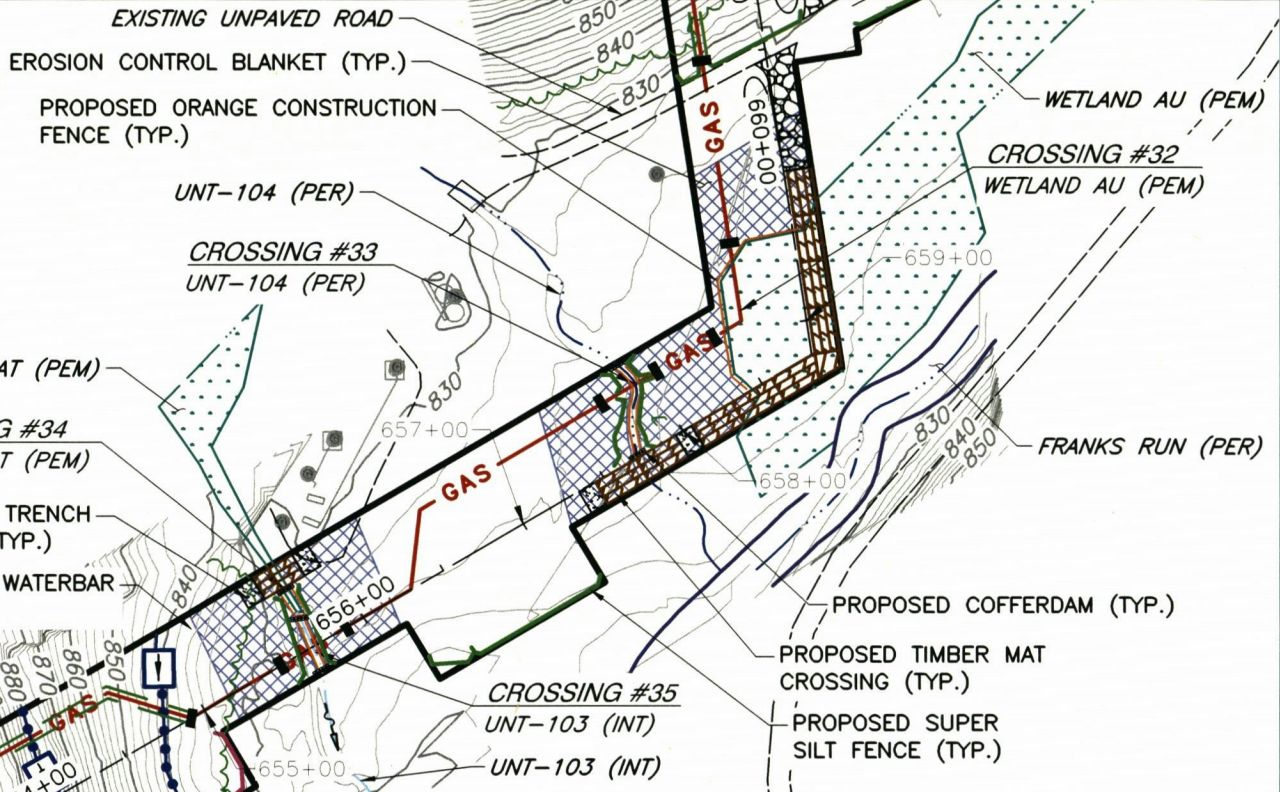 EXISTING UNPAVED ROAD
850
840
830
EROSION CONTROL BLANKET (TYP.)
PROPOSED ORANGE CONSTRUCTION
FENCE (TYP.)
GAS
660+00
WETLAND AU (PEM)
CROSSING #32
WETLAND AU (PEM)
UNT-104 (PER)
CROSSING #33
UNT-104 (PER)
659+00
AT (PEM)
GAS
830
657+00
G #34
T (PEM)
GAS
658+00
830
840
850
FRANKS RUN (PER)
TRENCH
TYP.)
WATERBAR
840
656+00
GAS
PROPOSED COFFERDAM (TYP.)
PROPOSED TIMBER MAT
CROSSING (TYP.)
880
870
860
850
GAS
CROSSING #35
UNT-103 (INT)
PROPOSED SUPER
SILT FENCE (TYP.)
655+00
UNT-103 (INT)
4+00